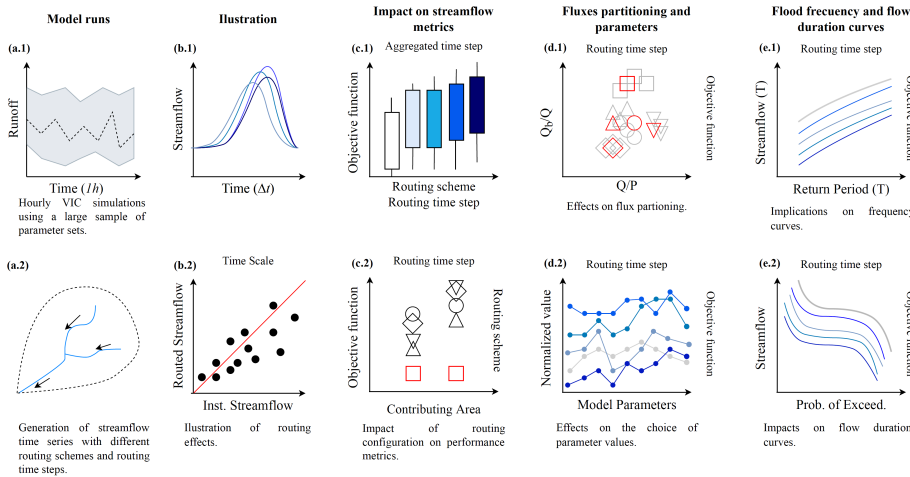 Model runs
Ilustration
Impact on streamflow
metrics
Fluxes partitioning and
parameters
Flood frecuency and flow
duration curves
(a.1)
Runoff
Time (1h)
Hourly VIC simulations
using a large sample of
parameter sets.
(b.1)
Streamflow
Time (Δt)
(c.1)
Aggregated time step
Objective function
Routing scheme
Routing time step
(d.1)
Routing time step
Qb/Q
Objective function
Q/P
Effects on flux partioning.
(e.1)
Routing time step
Streamflow (T)
Return Period (T)
Implications on frequency
curves.
(a.2)
Generation of streamflow
time series with different
routing schemes and routing
time steps.
(b.2)
Time Scale
Routed Streamflow
Inst. Streamflow
Illustration of routing
effects.
(c.2)
Routing time step
Objective function
Routing scheme
Contributing Area
Impact of routing
configuration on performance
metrics.
(d.2)
Routing time step
Normalized value
Objective function
Model Parameters
Effects on the choice of
parameter values.
(e.2)
Routing time step
Streamflow
Prob. of Exceed.
Impacts on flow duration
curves.